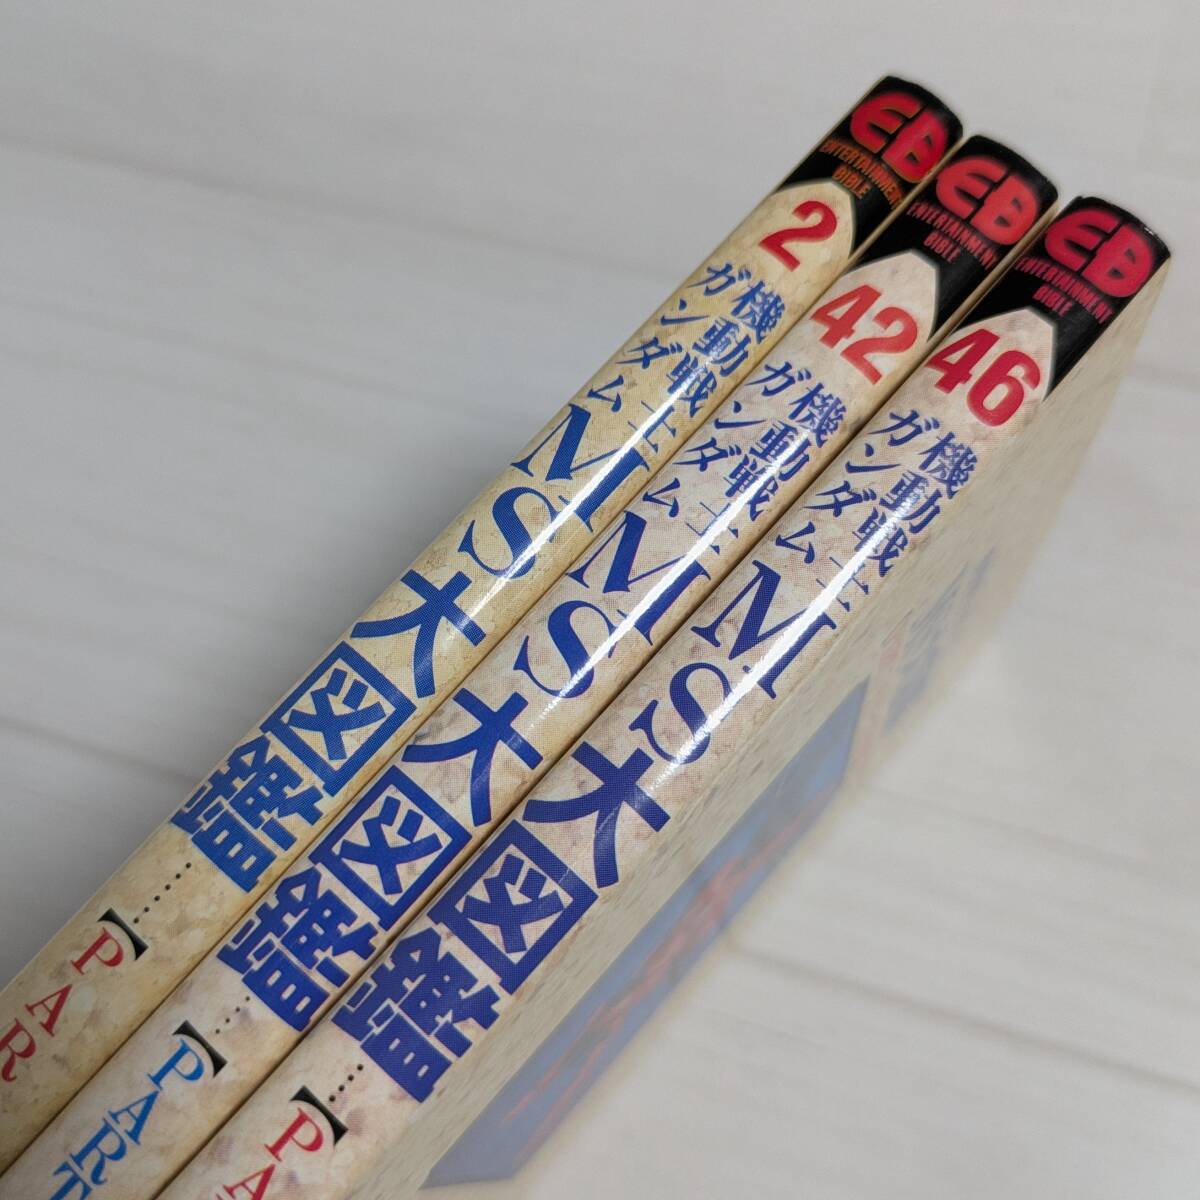 EB
ENTERTAINMENT
BIBLE
2
機動戦士
ガンダム
MS大図鑑……【PAR
EB
ENTERTAINMENT
BIBLE
42
機動戦士
ガンダム
MS大図鑑……【PART
EB
ENTERTAINMENT
BIBLE
46
機動戦士
ガンダム
MS大図鑑……【PA